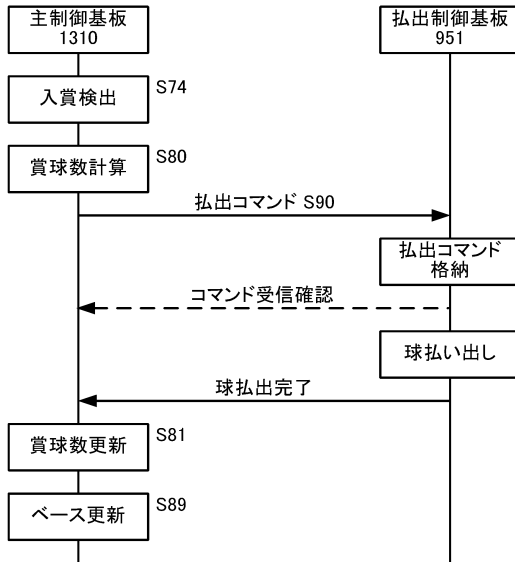 主制御基板
1310
払出制御基板
951
入賞検出
S74
賞球数計算
S80
払出コマンド S90
払出コマンド
格納
コマンド受信確認
球払い出し
球払出完了
賞球数更新
S81
ベース更新
S89